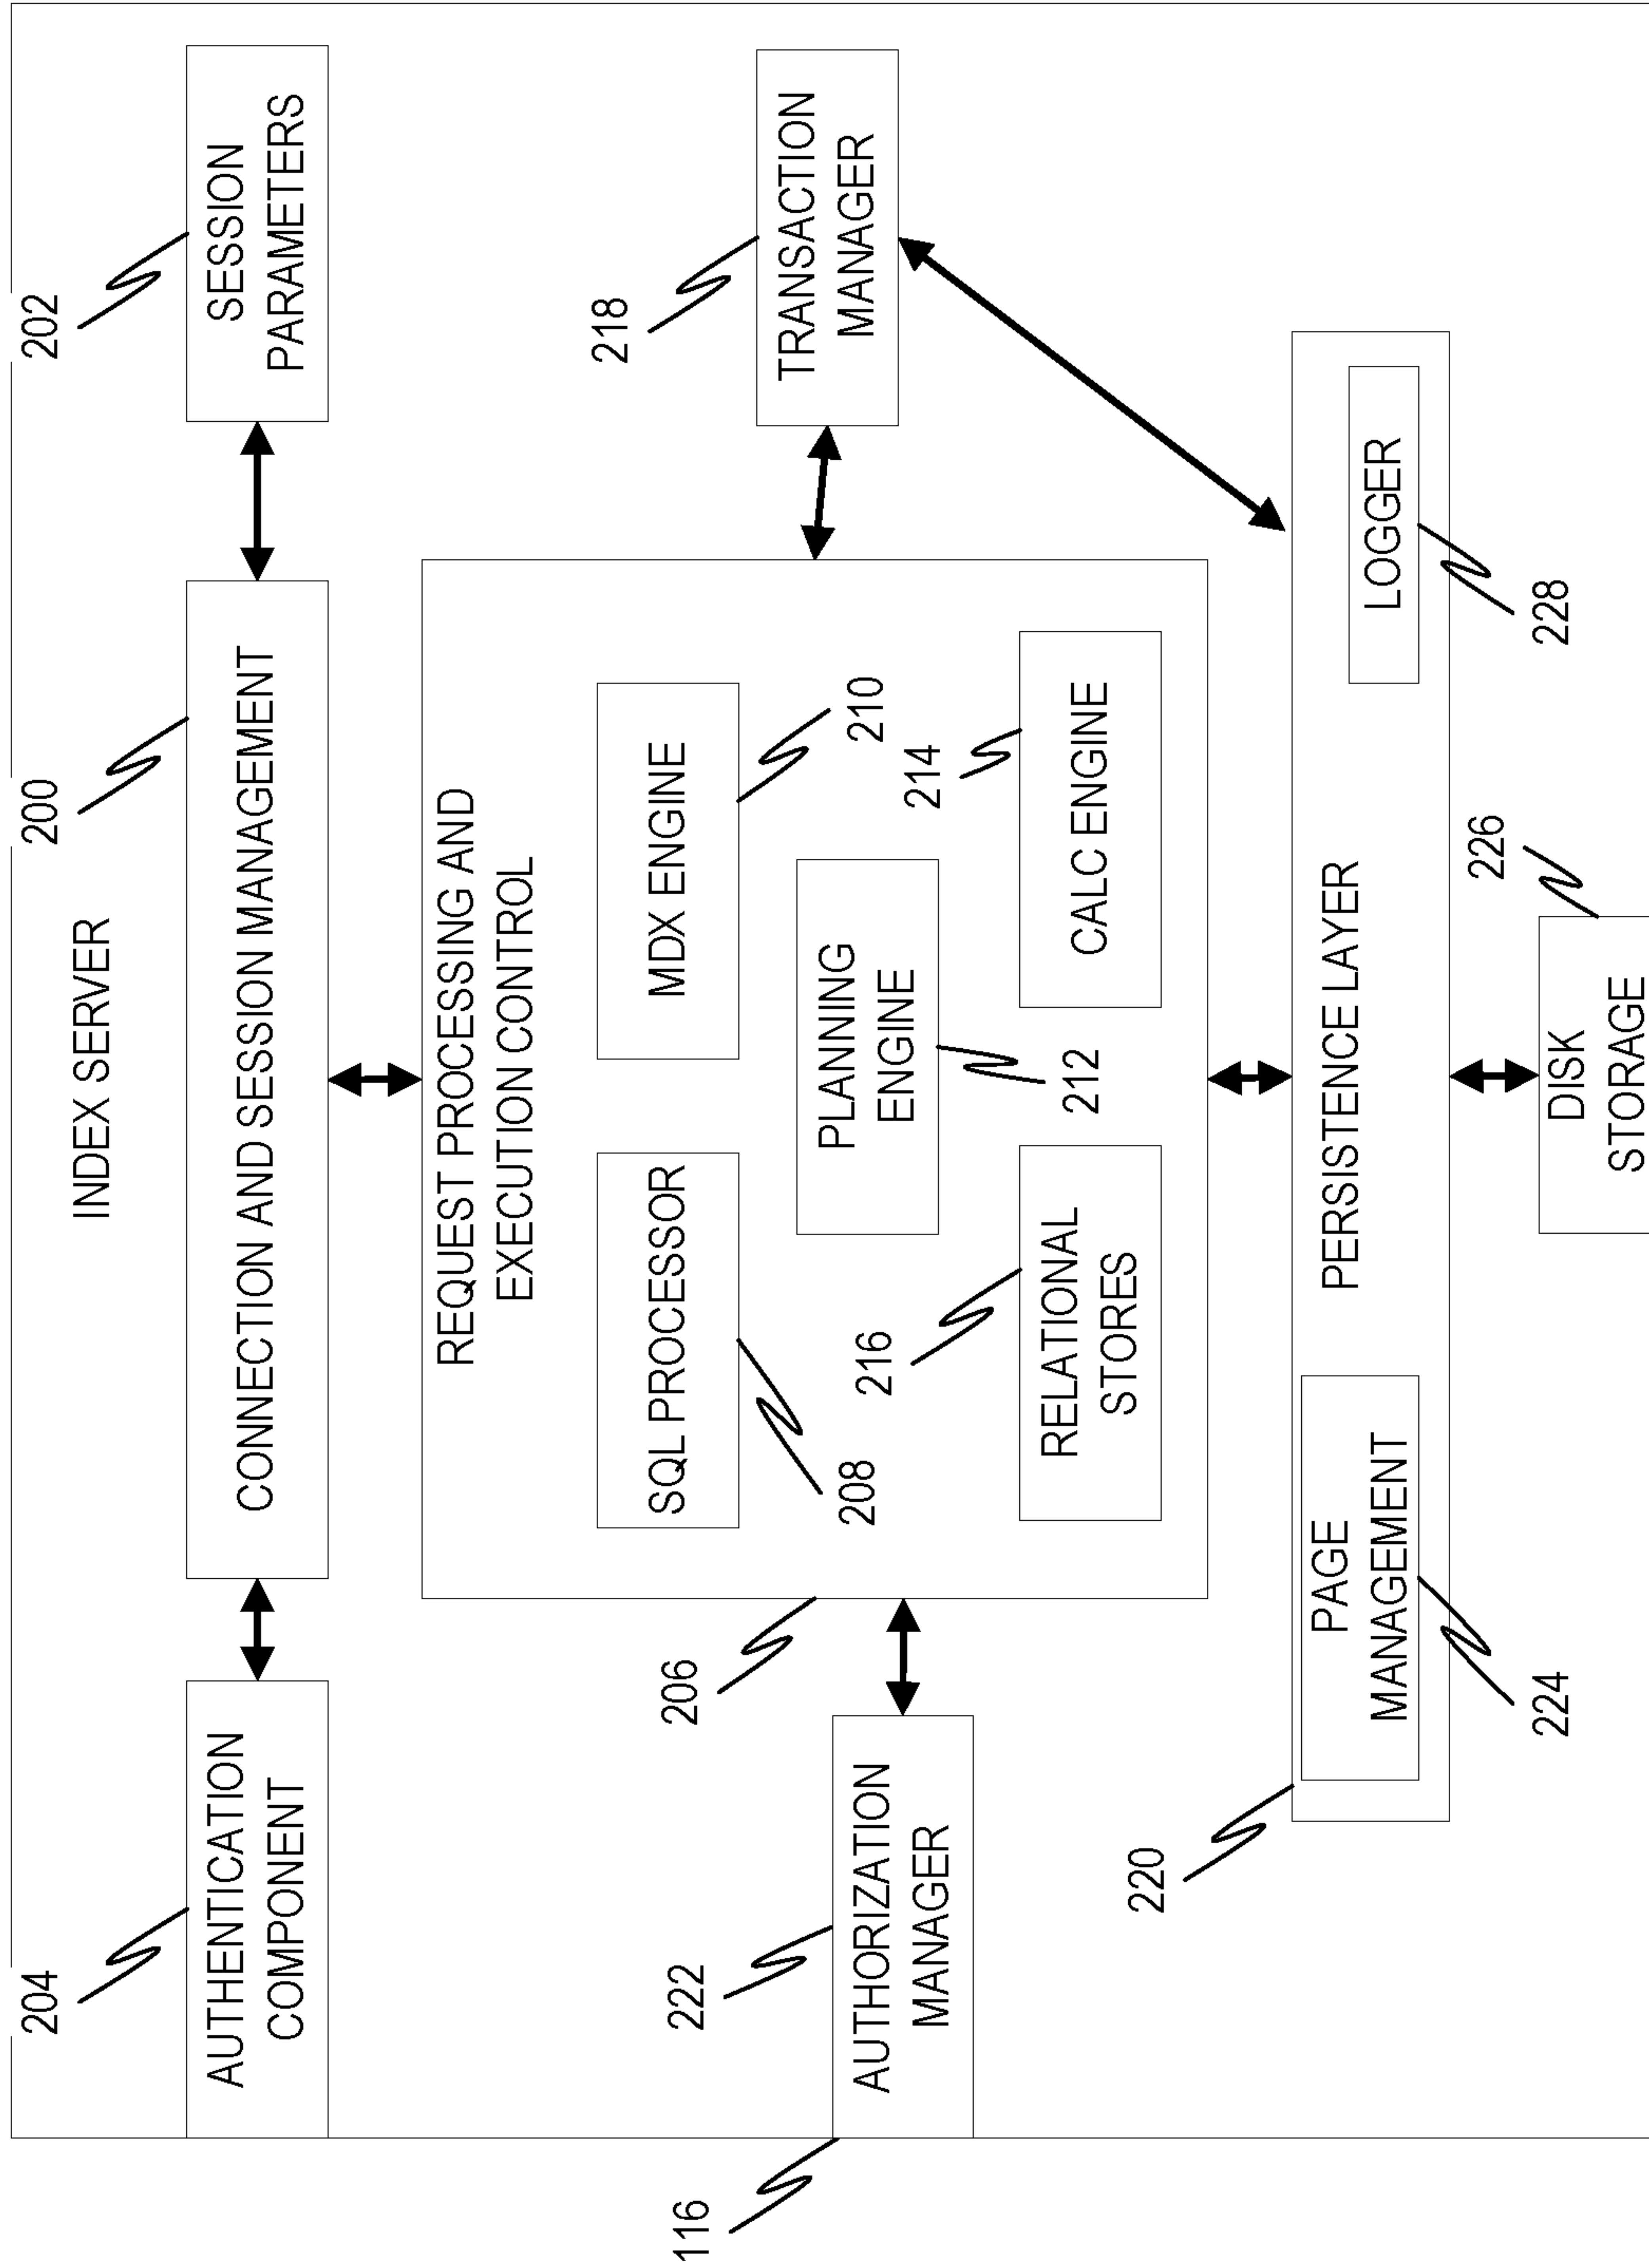 INDEX SERVER
204
200
202
AUTHENTICATION
COMPONENT
CONNECTION AND SESSION MANAGEMENT
SESSION
PARAMETERS
REQUEST PROCESSING AND
EXECUTION CONTROL
206
218
SQL PROCESSOR
MDX ENGINE
208
210
222
116
AUTHORIZATION
MANAGER
PLANNING
ENGINE
TRANSACTION
MANAGER
216
212
214
RELATIONAL
STORES
CALC ENGINE
220
PAGE
MANAGEMENT
PERSISTENCE LAYER
LOGGER
224
226
228
DISK
STORAGE